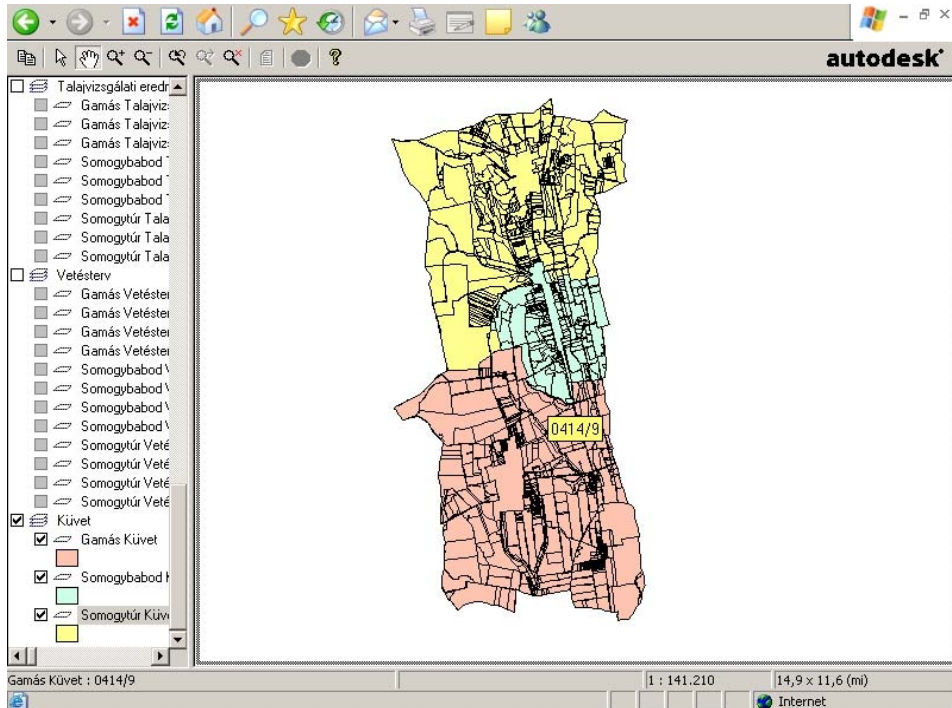 autodesk
Talajvizsgálati eredr
Gamás Talajviz:
Gamás Talajviz:
Gamás Talajviz:
Somogybabod
Somogybabod
Somogybabod
Somogytúr Tala
Somogytúr Tala
Somogytúr Tala
Vetésterv
Gamás Vetéster
Gamás Vetéster
Gamás Vetéster
Gamás Vetéster
Somogybabod V
Somogybabod V
Somogybabod V
Somogybabod V
Somogytúr Veté
Somogytúr Veté
Somogytúr Veté
Somogytúr Veté
Küvet
Gamás Küvet
Somogybabod K
Somogytúr Küve
0414/9
Gamás Küvet : 0414/9
1 : 141.210
14,9 x 11,6 (mi)
Internet